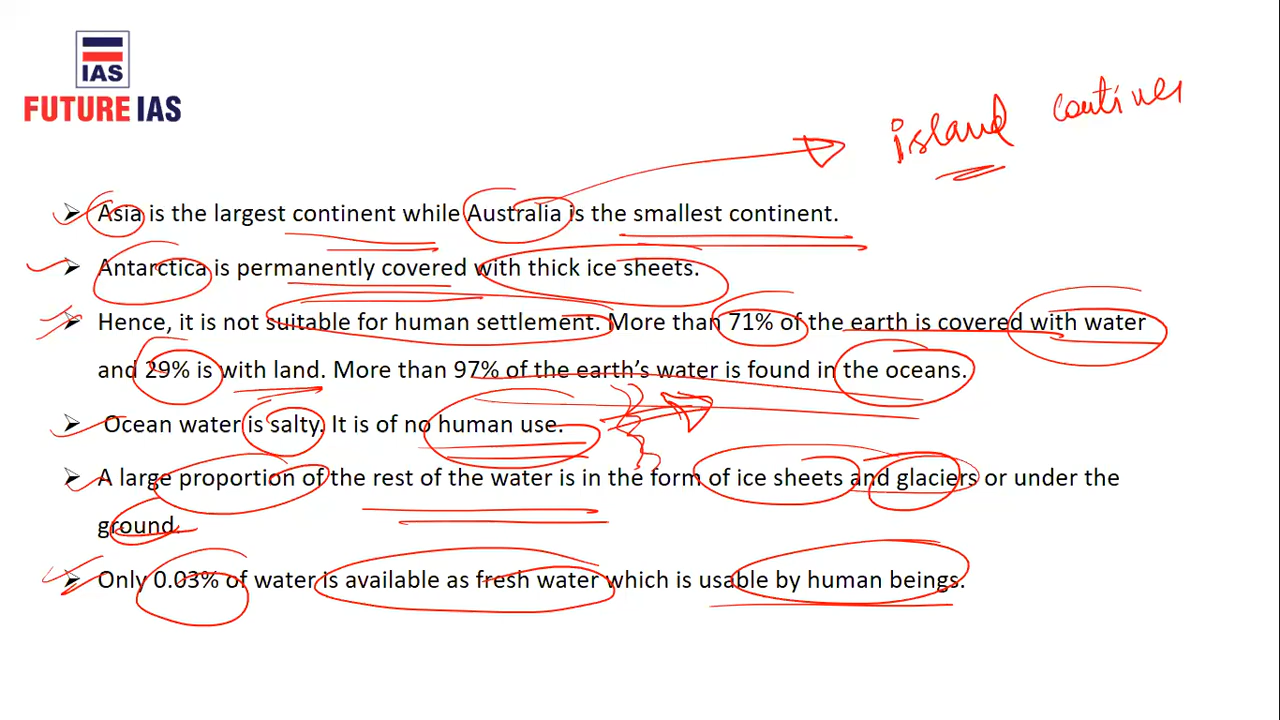 IAS
FUTURE IAS
island contine
➢ Asia is the largest continent while Australia is the smallest continent.
➢ Antarctica is permanently covered with thick ice sheets.
➢ Hence, it is not suitable for human settlement. More than 71% of the earth is covered with water
and 29% is with land. More than 97% of the earth’s water is found in the oceans.
➢ Ocean water is salty. It is of no human use.
➢ A large proportion of the rest of the water is in the form of ice sheets and glaciers or under the
ground.
➢ Only 0.03% of water is available as fresh water which is usable by human beings.